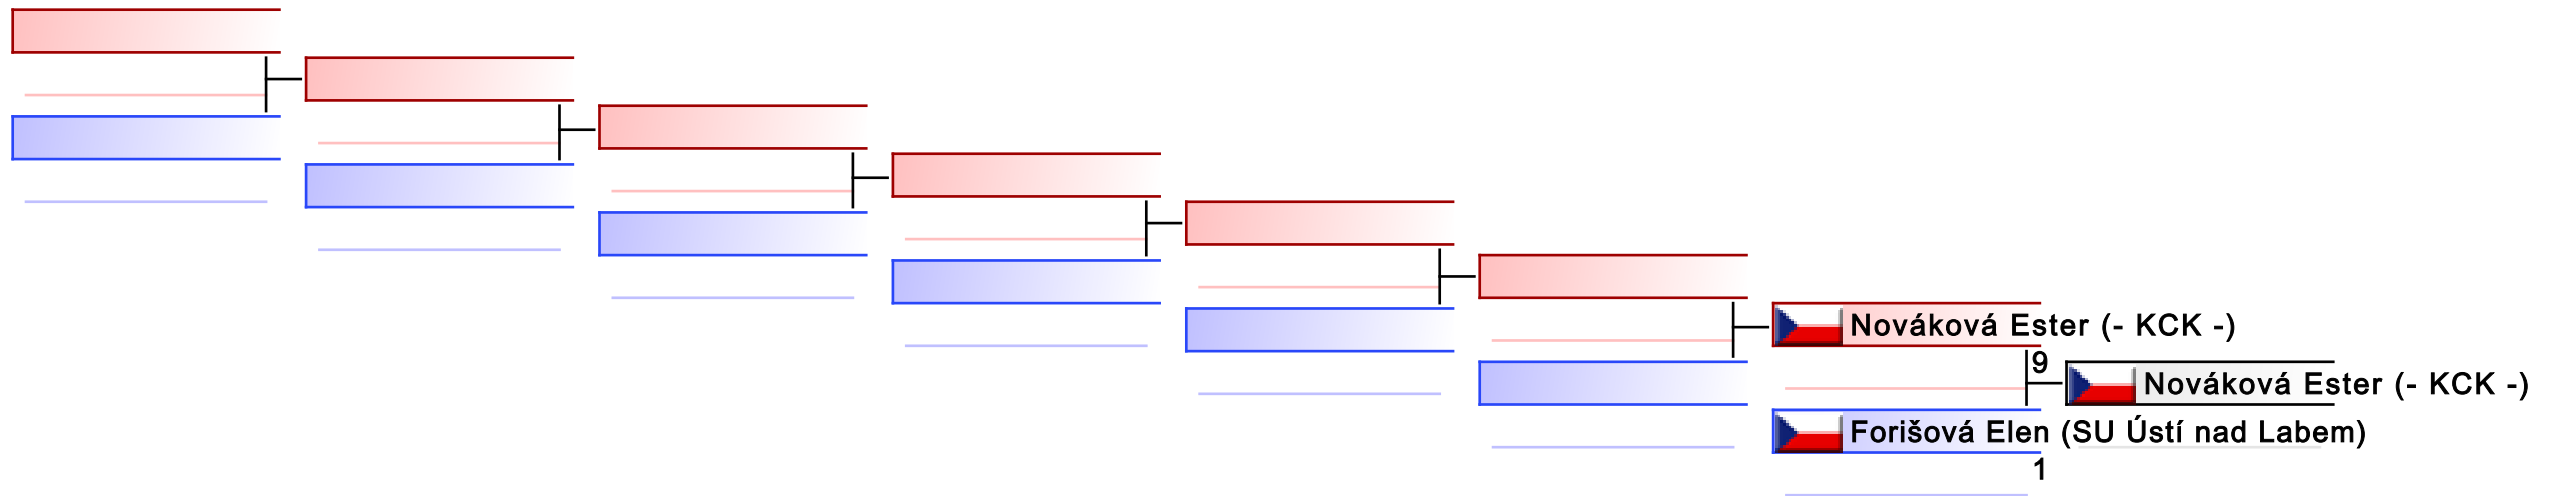 Nováková Ester (- KCK -)
9
Nováková Ester (- KCK -)
Forišová Elen (SU Ústí nad Labem)
1